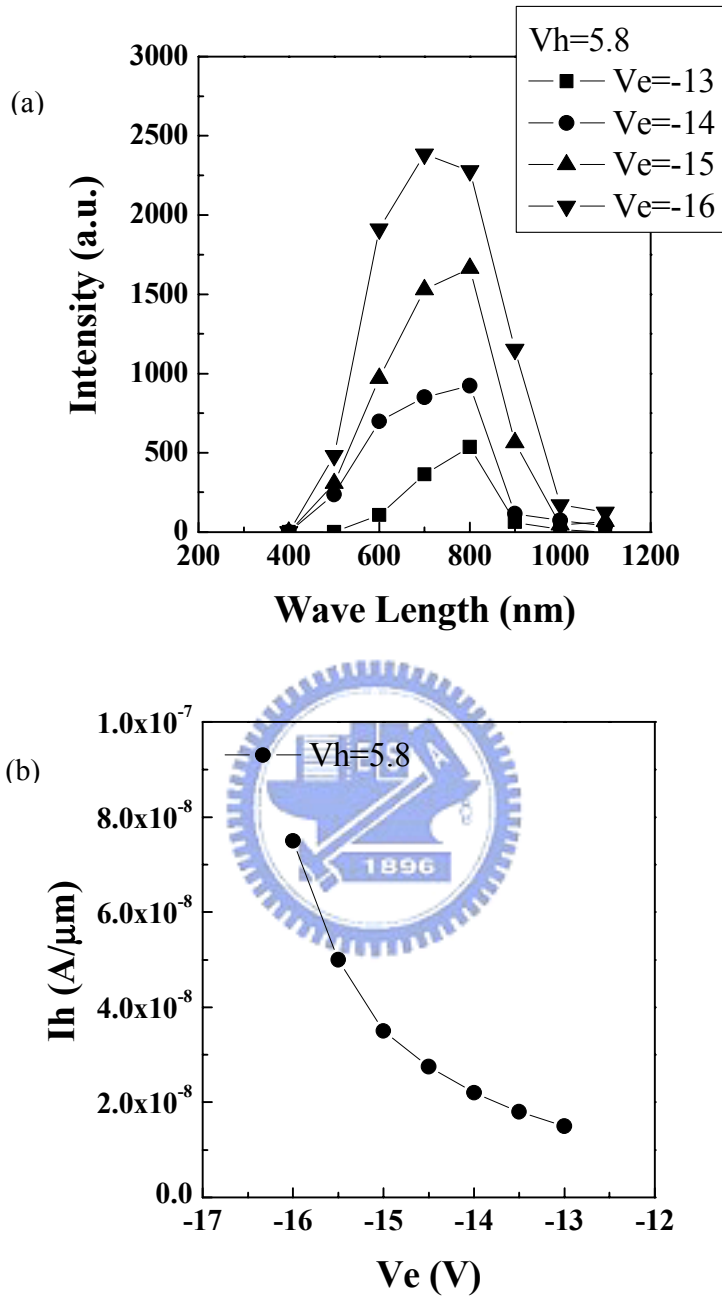 (a)
3000
2500
2000
1500
1000
500
0
Intensity (a.u.)
200 400 600 800 1000 1200
Wave Length (nm)
Vh=5.8
Ve=-13
Ve=-14
Ve=-15
Ve=-16
(b)
1.0x10⁻⁷
8.0x10⁻⁸
6.0x10⁻⁸
4.0x10⁻⁸
2.0x10⁻⁸
0.0
Ih (A/μm)
Vh=5.8
A
1896
-17 -16 -15 -14 -13 -12
Ve (V)